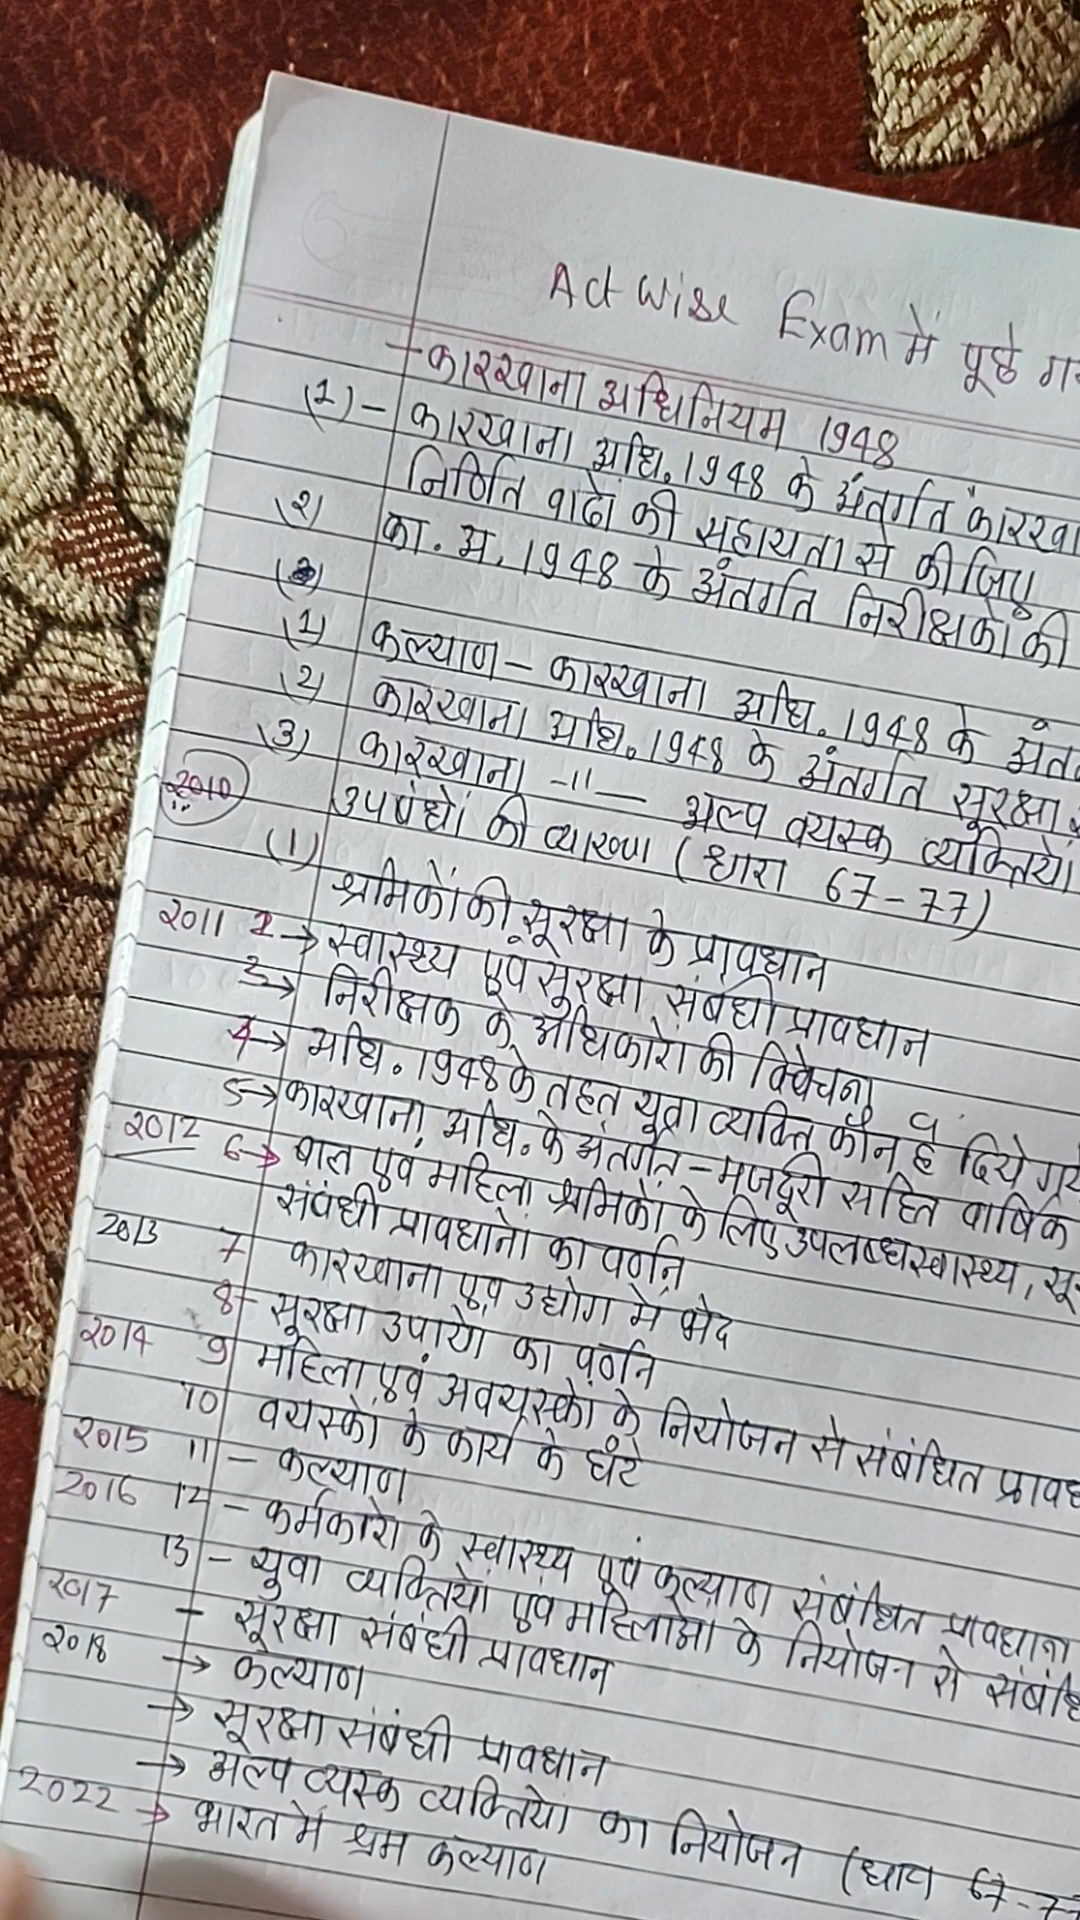 Act wise Exam में पूछे
कारखाना अधिनियम 1948
(1) - कारखाना अधि. 1948 के अंतर्गत
निर्णित वादों की सहायता से कीजिए
2) का. अ. 1948 के अंतर्गत निरीक्षकों की
1) कल्याण - कारखाना अधि. 1948 के
2) कारखाना अधि. 1948 के अंतर्गत सुरक्षा
(3) कारखाना -11- अल्प वयस्क व्यक्तियों
2010 उपबंधों की व्याख्या (धारा 67-77)
(1) श्रमिकों की सुरक्षा के प्रावधान
2011 2→ स्वास्थ्य एवं सुरक्षा संबंधी प्रावधान
3→ निरीक्षक के अधिकारों की विवेचना
4→ अधि. 1948 के तहत युवा व्यक्ति कौन है दिये गये
5→ कारखाना अधि. के अंतर्गत - मजदूरी सहित वार्षिक
2012 6→ बाल एवं महिला श्रमिकों के लिए उपलब्ध स्वास्थ्य,
संबंधी प्रावधानों का वर्णन
2013 7 कारखाना एवं उद्योग में भेद
8- सुरक्षा उपायों का वर्णन
2014 9 महिला एवं अवयस्कों के नियोजन से संबंधित
10 वयस्कों के कार्य के घंटे
2015 11 - कल्याण
2016 12 - कर्मकारों के स्वास्थ्य एवं कल्याण संबंधित प्रावधान
13 - युवा व्यक्तियों एवं महिलाओं के नियोजन से
2017 - सुरक्षा संबंधी प्रावधान
2018 → कल्याण
→ सुरक्षा संबंधी प्रावधान
→ अल्प व्यस्क व्यक्तियों का नियोजन (धारा 67-7
2022 → भारत में श्रम कल्याण